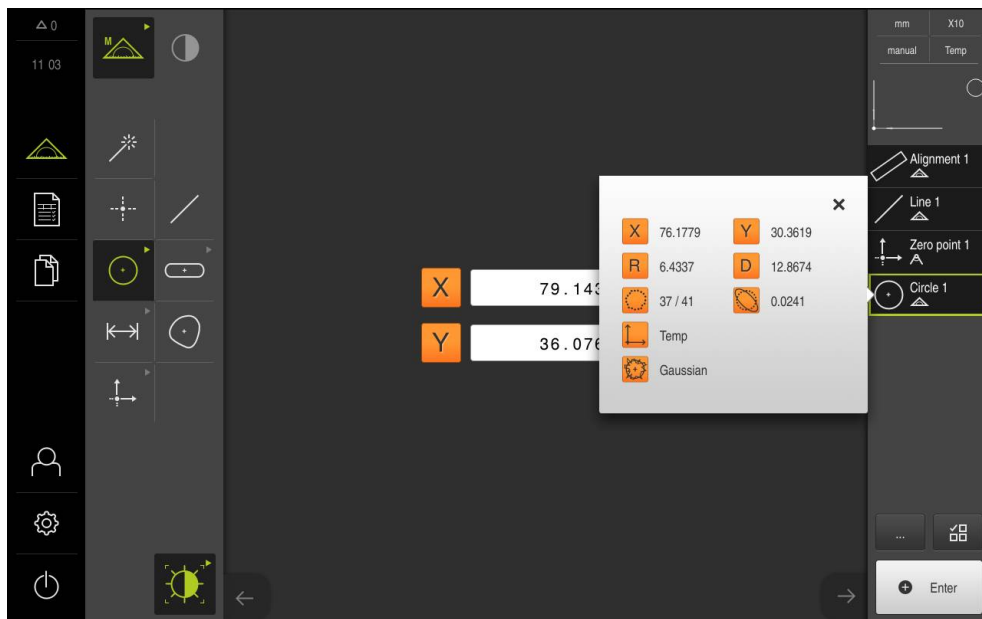 0
11 03
M
mm X10
manual Temp
Alignment 1
Line 1
Zero point 1
Circle 1
X 79.143
Y 36.076
X 76.1779 Y 30.3619
R 6.4337 D 12.8674
37 / 41 0.0241
Temp
Gaussian
...
Enter